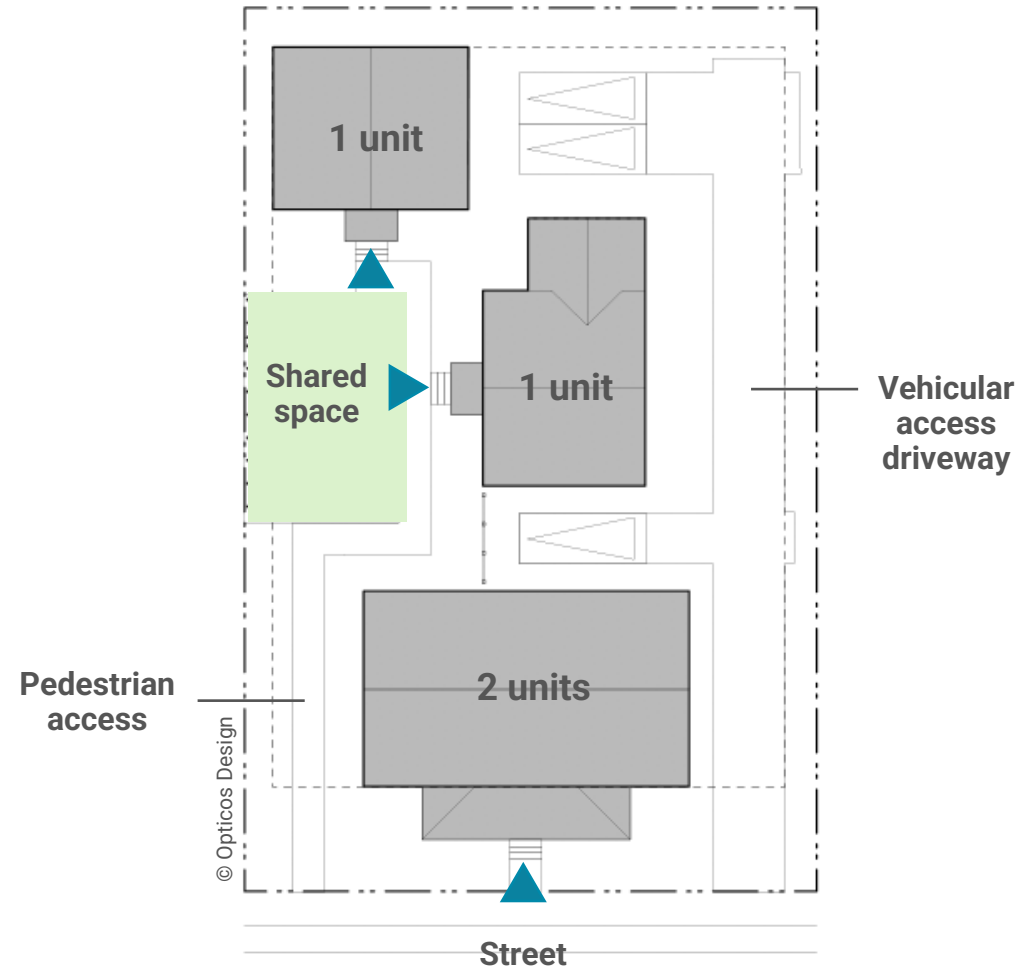 1 unit
Shared
space
1 unit
Vehicular
access
driveway
Pedestrian
access
2 units
© Opticos Design
Street